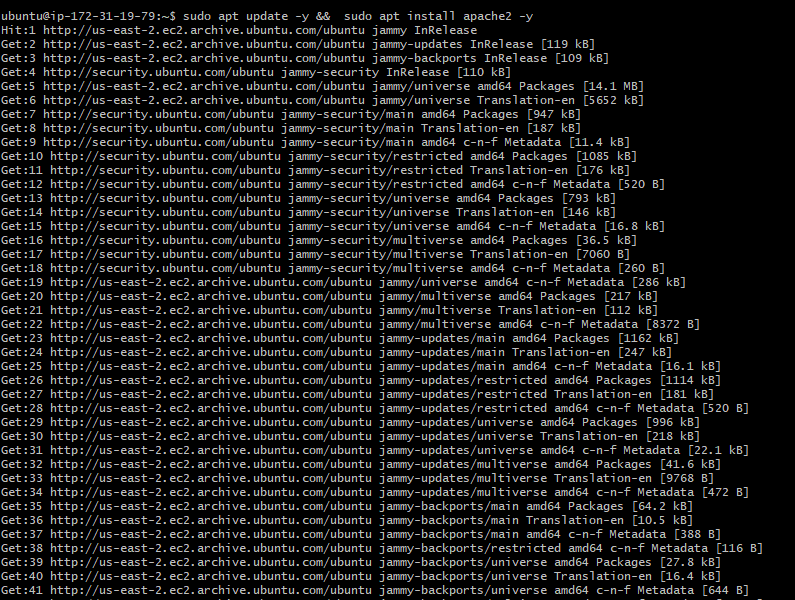 ubuntu@ip-172-31-19-79:~$ sudo apt update -y &&  sudo apt install apache2 -y
Hit:1 http://us-east-2.ec2.archive.ubuntu.com/ubuntu jammy InRelease
Get:2 http://us-east-2.ec2.archive.ubuntu.com/ubuntu jammy-updates InRelease [119 kB]
Get:3 http://us-east-2.ec2.archive.ubuntu.com/ubuntu jammy-backports InRelease [109 kB]
Get:4 http://security.ubuntu.com/ubuntu jammy-security InRelease [110 kB]
Get:5 http://us-east-2.ec2.archive.ubuntu.com/ubuntu jammy/universe amd64 Packages [14.1 MB]
Get:6 http://us-east-2.ec2.archive.ubuntu.com/ubuntu jammy/universe Translation-en [5652 kB]
Get:7 http://security.ubuntu.com/ubuntu jammy-security/main amd64 Packages [947 kB]
Get:8 http://security.ubuntu.com/ubuntu jammy-security/main Translation-en [187 kB]
Get:9 http://security.ubuntu.com/ubuntu jammy-security/main amd64 c-n-f Metadata [11.4 kB]
Get:10 http://security.ubuntu.com/ubuntu jammy-security/restricted amd64 Packages [1085 kB]
Get:11 http://security.ubuntu.com/ubuntu jammy-security/restricted Translation-en [176 kB]
Get:12 http://security.ubuntu.com/ubuntu jammy-security/restricted amd64 c-n-f Metadata [520 B]
Get:13 http://security.ubuntu.com/ubuntu jammy-security/universe amd64 Packages [793 kB]
Get:14 http://security.ubuntu.com/ubuntu jammy-security/universe Translation-en [146 kB]
Get:15 http://security.ubuntu.com/ubuntu jammy-security/universe amd64 c-n-f Metadata [16.8 kB]
Get:16 http://security.ubuntu.com/ubuntu jammy-security/multiverse amd64 Packages [36.5 kB]
Get:17 http://security.ubuntu.com/ubuntu jammy-security/multiverse Translation-en [7060 B]
Get:18 http://security.ubuntu.com/ubuntu jammy-security/multiverse amd64 c-n-f Metadata [260 B]
Get:19 http://us-east-2.ec2.archive.ubuntu.com/ubuntu jammy/universe amd64 c-n-f Metadata [286 kB]
Get:20 http://us-east-2.ec2.archive.ubuntu.com/ubuntu jammy/multiverse amd64 Packages [217 kB]
Get:21 http://us-east-2.ec2.archive.ubuntu.com/ubuntu jammy/multiverse Translation-en [112 kB]
Get:22 http://us-east-2.ec2.archive.ubuntu.com/ubuntu jammy/multiverse amd64 c-n-f Metadata [8372 B]
Get:23 http://us-east-2.ec2.archive.ubuntu.com/ubuntu jammy-updates/main amd64 Packages [1162 kB]
Get:24 http://us-east-2.ec2.archive.ubuntu.com/ubuntu jammy-updates/main Translation-en [247 kB]
Get:25 http://us-east-2.ec2.archive.ubuntu.com/ubuntu jammy-updates/main amd64 c-n-f Metadata [16.1 kB]
Get:26 http://us-east-2.ec2.archive.ubuntu.com/ubuntu jammy-updates/restricted amd64 Packages [1114 kB]
Get:27 http://us-east-2.ec2.archive.ubuntu.com/ubuntu jammy-updates/restricted Translation-en [181 kB]
Get:28 http://us-east-2.ec2.archive.ubuntu.com/ubuntu jammy-updates/restricted amd64 c-n-f Metadata [520 B]
Get:29 http://us-east-2.ec2.archive.ubuntu.com/ubuntu jammy-updates/universe amd64 Packages [996 kB]
Get:30 http://us-east-2.ec2.archive.ubuntu.com/ubuntu jammy-updates/universe Translation-en [218 kB]
Get:31 http://us-east-2.ec2.archive.ubuntu.com/ubuntu jammy-updates/universe amd64 c-n-f Metadata [22.1 kB]
Get:32 http://us-east-2.ec2.archive.ubuntu.com/ubuntu jammy-updates/multiverse amd64 Packages [41.6 kB]
Get:33 http://us-east-2.ec2.archive.ubuntu.com/ubuntu jammy-updates/multiverse Translation-en [9768 B]
Get:34 http://us-east-2.ec2.archive.ubuntu.com/ubuntu jammy-updates/multiverse amd64 c-n-f Metadata [472 B]
Get:35 http://us-east-2.ec2.archive.ubuntu.com/ubuntu jammy-backports/main amd64 Packages [64.2 kB]
Get:36 http://us-east-2.ec2.archive.ubuntu.com/ubuntu jammy-backports/main Translation-en [10.5 kB]
Get:37 http://us-east-2.ec2.archive.ubuntu.com/ubuntu jammy-backports/main amd64 c-n-f Metadata [388 B]
Get:38 http://us-east-2.ec2.archive.ubuntu.com/ubuntu jammy-backports/restricted amd64 c-n-f Metadata [116 B]
Get:39 http://us-east-2.ec2.archive.ubuntu.com/ubuntu jammy-backports/universe amd64 Packages [27.8 kB]
Get:40 http://us-east-2.ec2.archive.ubuntu.com/ubuntu jammy-backports/universe Translation-en [16.4 kB]
Get:41 http://us-east-2.ec2.archive.ubuntu.com/ubuntu jammy-backports/universe amd64 c-n-f Metadata [644 B]